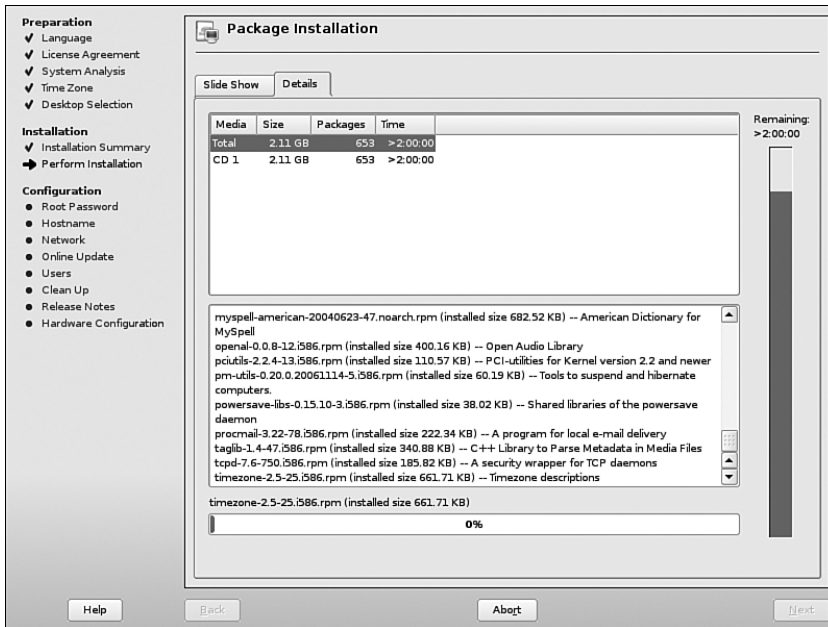 Preparation
Language
License Agreement
System Analysis
Time Zone
Desktop Selection
Installation
Installation Summary
Perform Installation
Configuration
Root Password
Hostname
Network
Online Update
Users
Clean Up
Release Notes
Hardware Configuration
Package Installation
Slide Show
Details
Media Size Packages Time
Total 2.11 GB 653 >2:00:00
CD 1 2.11 GB 653 >2:00:00
Remaining:
>2:00:00
myspell-american-20040623-47.noarch.rpm (installed size 682.52 KB) -- American Dictionary for
MySpell
openal-0.0.8-12.i586.rpm (installed size 400.16 KB) -- Open Audio Library
pciutils-2.2.4-13.i586.rpm (installed size 110.57 KB) -- PCI-utilities for Kernel version 2.2 and newer
pm-utils-0.20.0.20061114-5.i586.rpm (installed size 60.19 KB) -- Tools to suspend and hibernate
computers.
powersave-libs-0.15.10-3.i586.rpm (installed size 38.02 KB) -- Shared libraries of the powersave
daemon
procmail-3.22-78.i586.rpm (installed size 222.34 KB) -- A program for local e-mail delivery
taglib-1.4-47.i586.rpm (installed size 340.88 KB) -- C++ Library to Parse Metadata in Media Files
tcpd-7.6-750.i586.rpm (installed size 185.82 KB) -- A security wrapper for TCP daemons
timezone-2.5-25.i586.rpm (installed size 661.71 KB) -- Timezone descriptions
timezone-2.5-25.i586.rpm (installed size 661.71 KB)
0%
Help
Back
Abort
Next